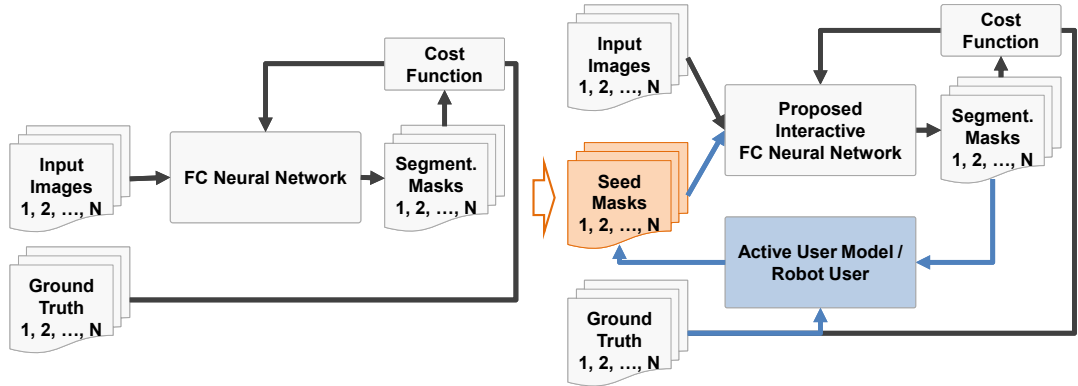 Cost
Function
Input
Images
1, 2, …, N
FC Neural Network
Segment.
Masks
1, 2, …, N
Ground
Truth
1, 2, …, N
Input
Images
1, 2, …, N
Cost
Function
Proposed
Interactive
FC Neural Network
Segment.
Masks
1, 2, …, N
Seed
Masks
1, 2, …, N
Active User Model /
Robot User
Ground
Truth
1, 2, …, N